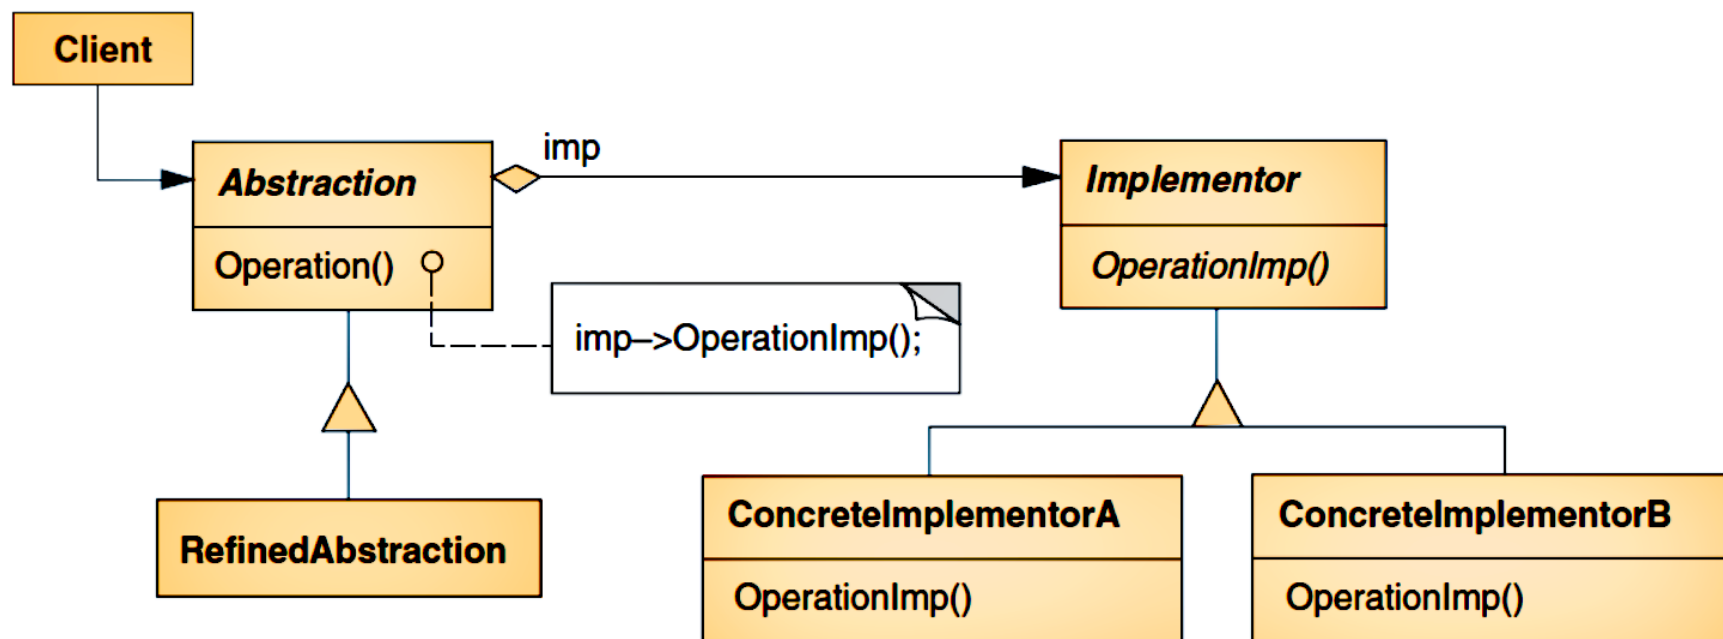 Client
imp
Abstraction
Implementor
Operation()
OperationImp()
imp–>OperationImp();
RefinedAbstraction
ConcreteImplementorA
ConcreteImplementorB
OperationImp()
OperationImp()